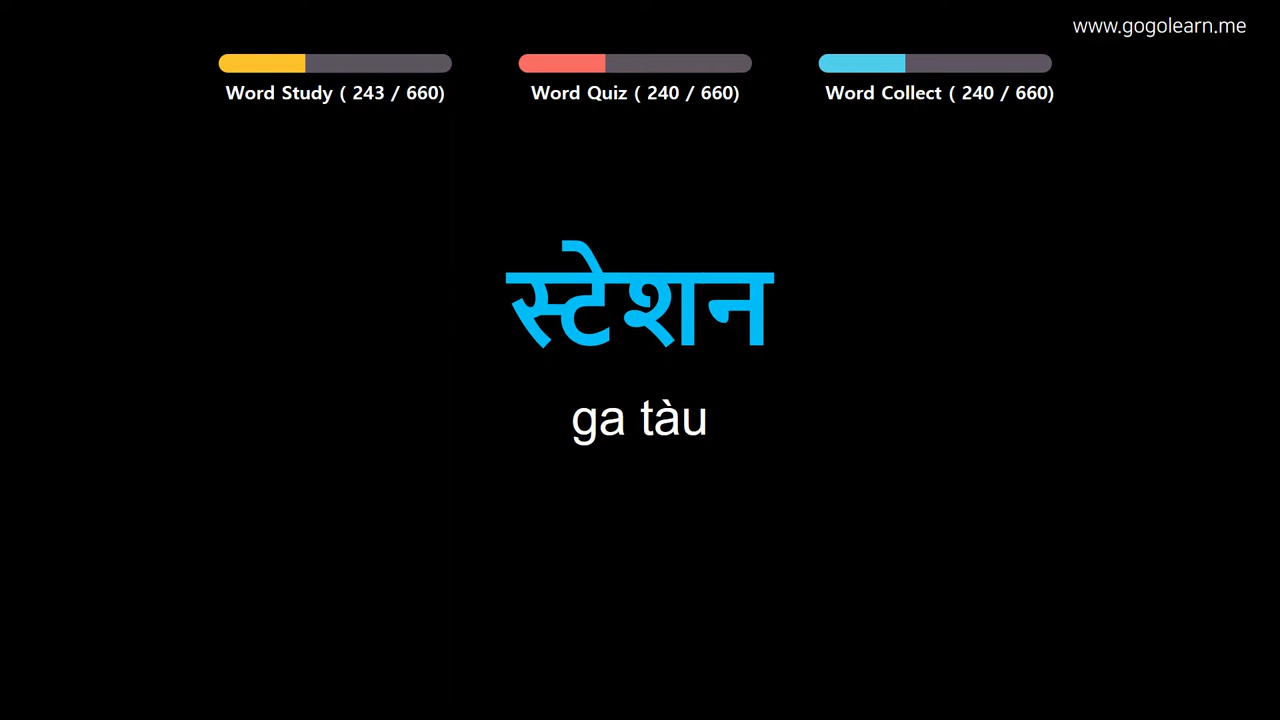 www.gogolearn.me
Word Study ( 243 / 660)
Word Quiz ( 240 / 660)
Word Collect ( 240 / 660)
स्टेशन
ga tàu